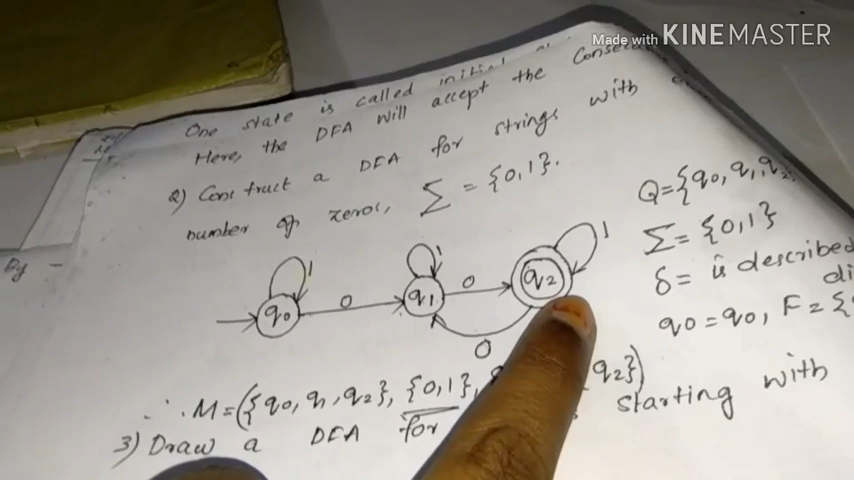 Made with KINEMASTER
One state is called initial
Here, the DFA will accept the
2) Construct a DFA for strings with
number of zeros, Σ = {0,1}.
Q={q0, q1, q2
Σ= {0,1}
δ= is described
di
q0=q0, F={
1
1
1
0
0
q0
q1
q2
0
∴ M=({q0, q1, q2}, {0,1}, q2})
3) Draw a DFA for starting with